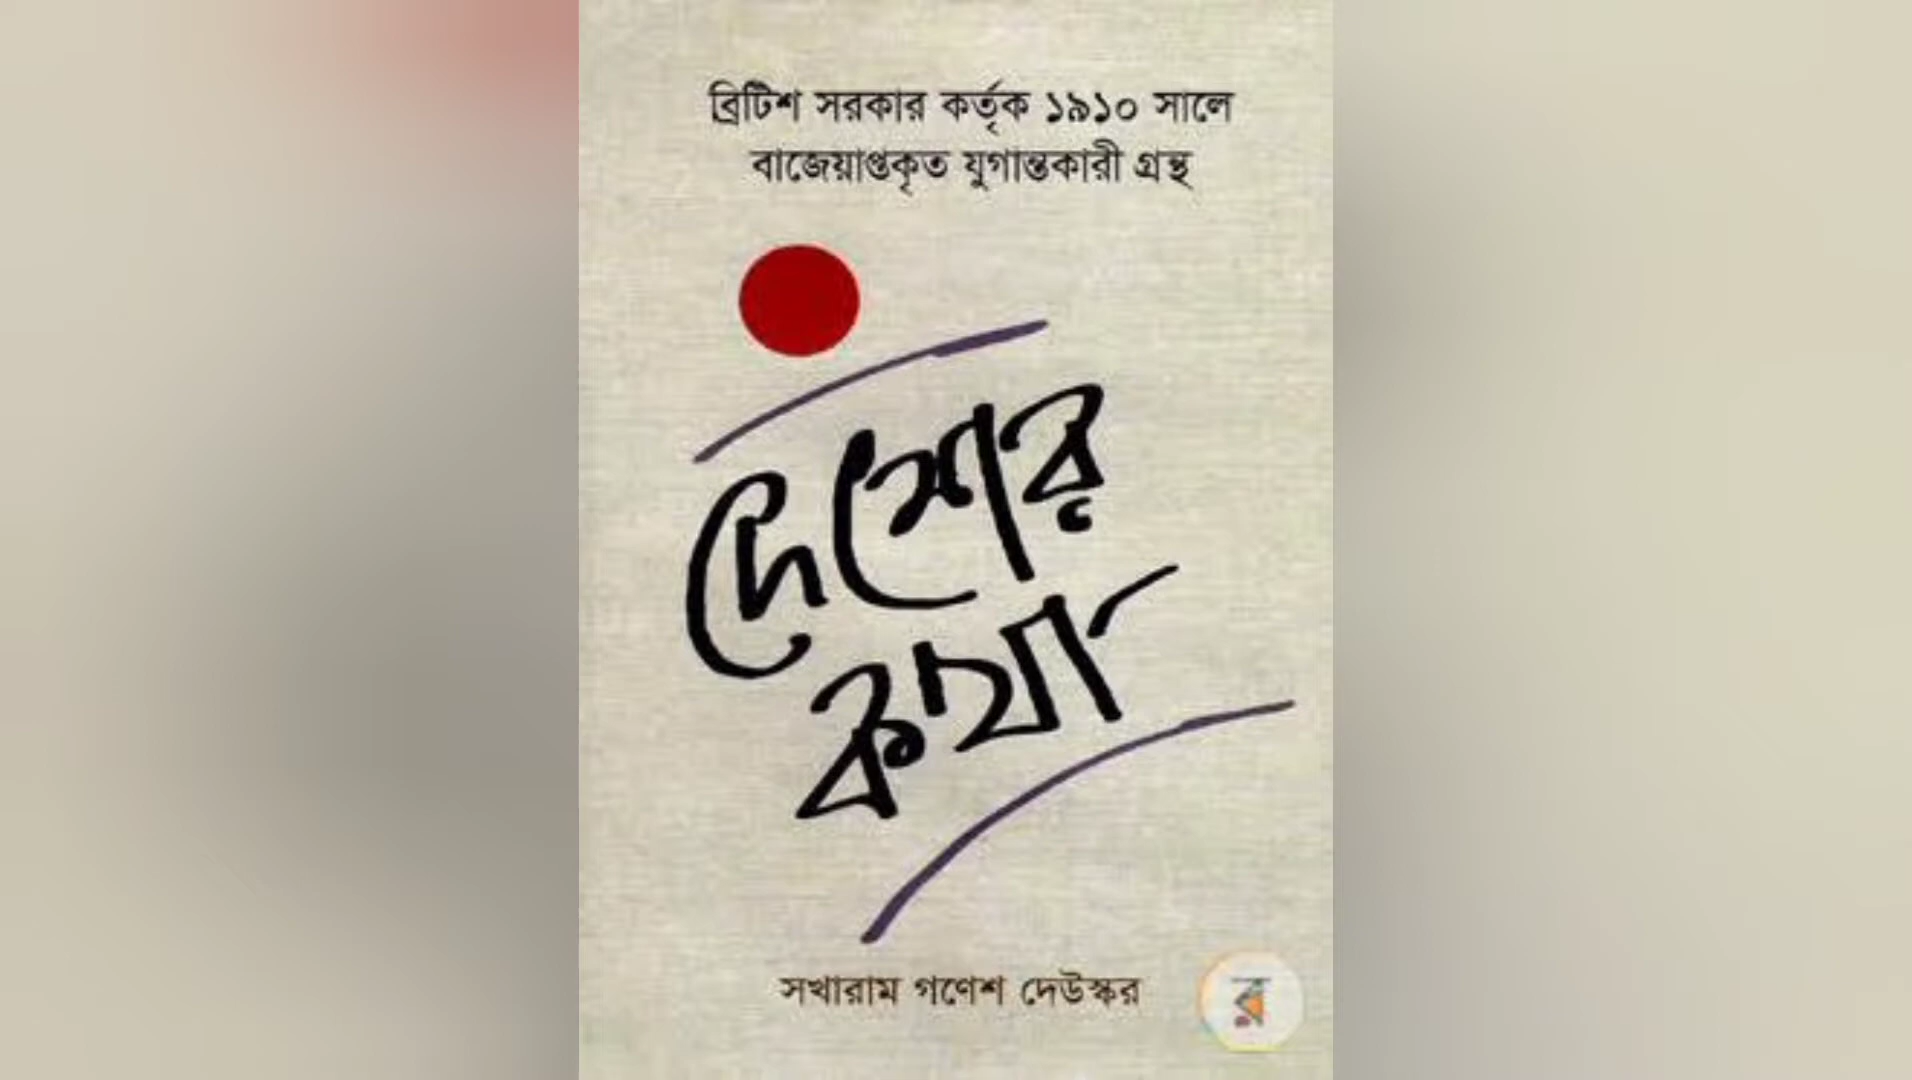 ব্রিটিশ সরকার কর্তৃক ১৯১০ সালে
বাজেয়াপ্তকৃত যুগান্তকারী গ্রন্থ
দেশের
কথা
সখারাম গণেশ দেউস্কর
র